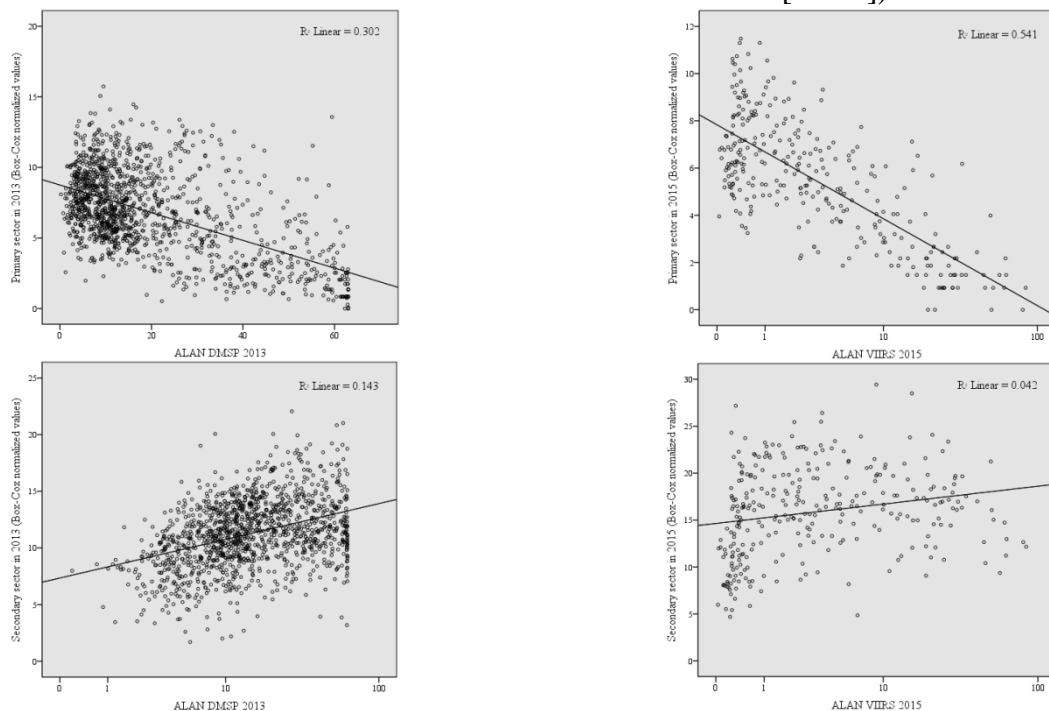 R² Linear = 0.302
20
15
10
5
0
Primary sector in 2013 (Box-Cox normalized values)
0 20 40 60
ALAN DMSP 2013
R² Linear = 0.541
12
10
8
6
4
2
0
Primary sector in 2015 (Box-Cox normalized values)
0 1 10 100
ALAN VIIRS 2015
R² Linear = 0.143
25
20
15
10
5
0
Secondary sector in 2013 (Box-Cox normalized values)
0 1 10 100
ALAN DMSP 2013
R² Linear = 0.042
30
25
20
15
10
5
0
Secondary sector in 2015 (Box-Cox normalized values)
0 1 10 100
ALAN VIIRS 2015